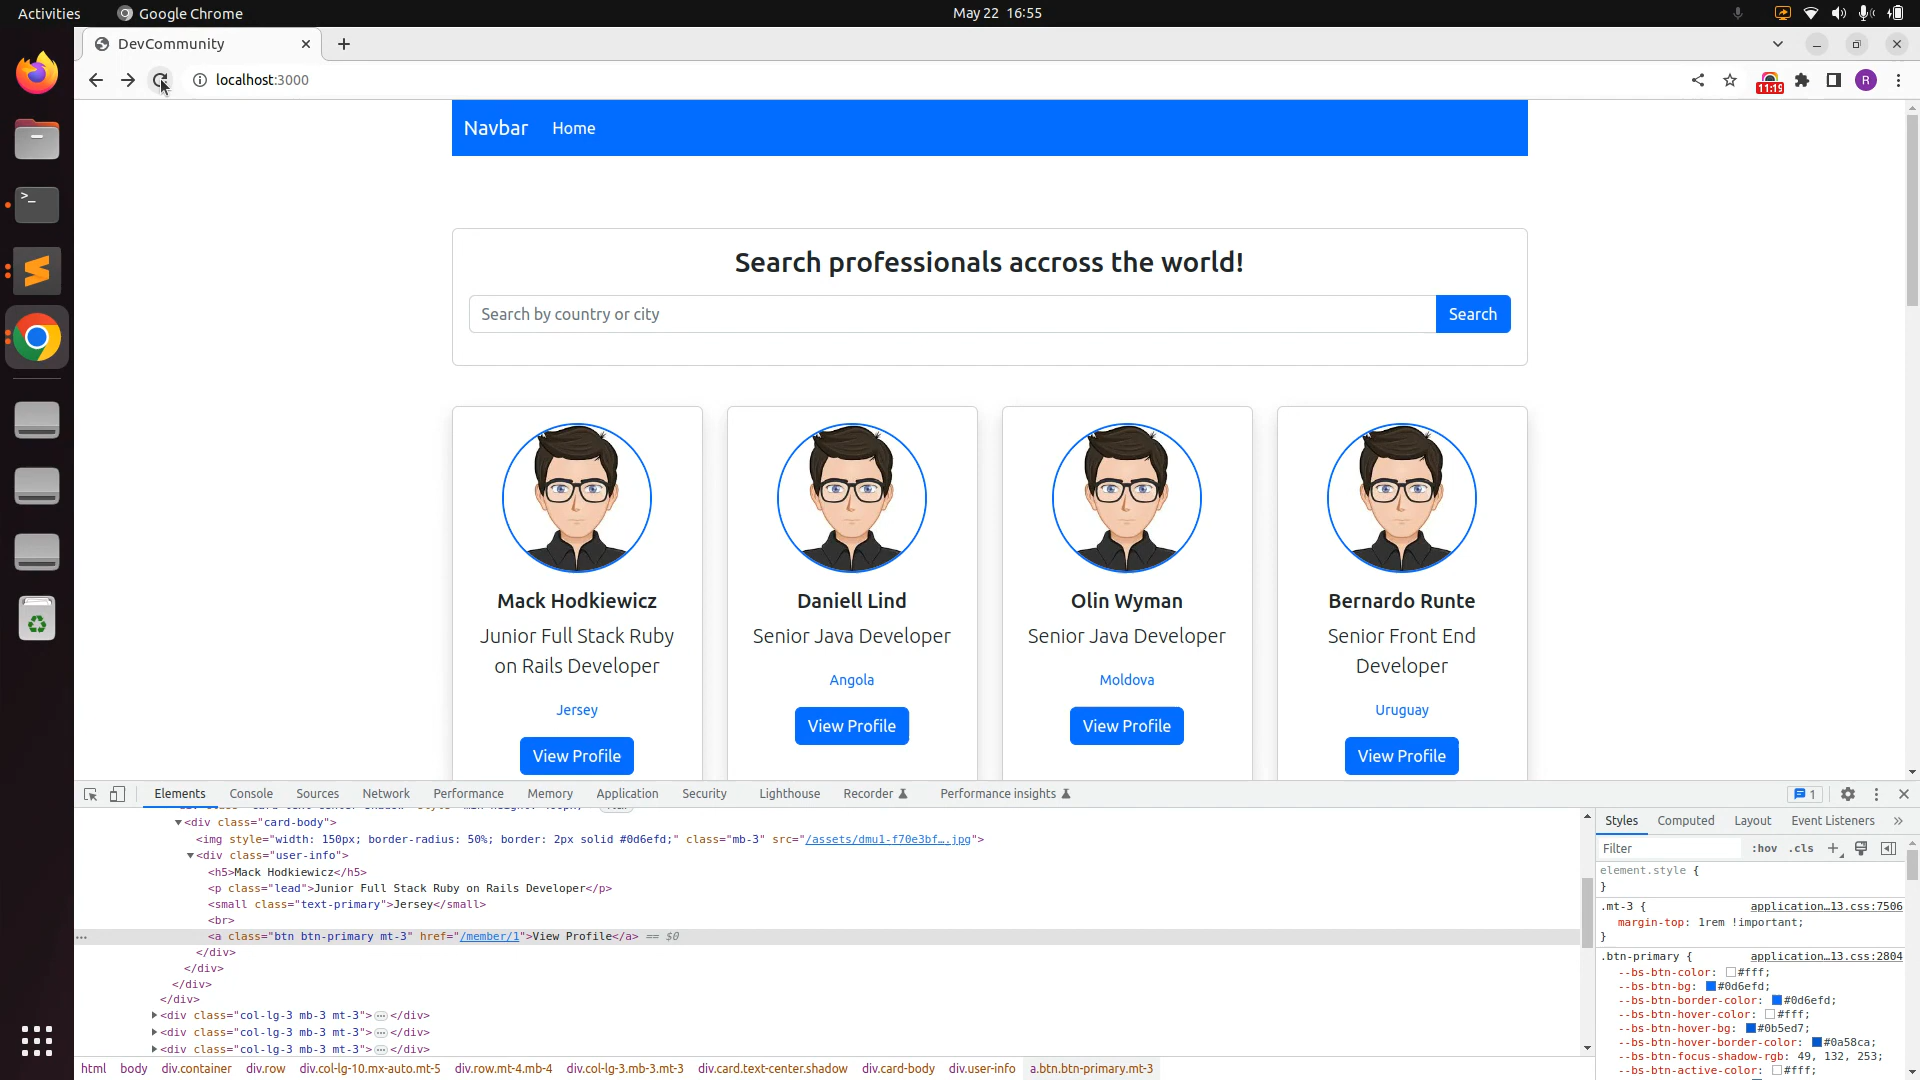 Activities
Google Chrome
May 22 16:55
DevCommunity
localhost:3000
11:19
R
Navbar
Home
Search professionals accross the world!
Search by country or city
Search
Mack Hodkiewicz
Junior Full Stack Ruby
on Rails Developer
Jersey
View Profile
Daniell Lind
Senior Java Developer
Angola
View Profile
Olin Wyman
Senior Java Developer
Moldova
View Profile
Bernardo Runte
Senior Front End
Developer
Uruguay
View Profile
Elements Console Sources Network Performance Memory Application Security Lighthouse Recorder Performance insights 1
<div class="card-body">
<img style="width: 150px; border-radius: 50%; border: 2px solid #0d6efd;" class="mb-3" src="/assets/dmu1-f70e3bf….jpg">
<div class="user-info">
<h5>Mack Hodkiewicz</h5>
<p class="lead">Junior Full Stack Ruby on Rails Developer</p>
<small class="text-primary">Jersey</small>
<br>
<a class="btn btn-primary mt-3" href="/member/1">View Profile</a> == $0
</div>
</div>
</div>
</div>
<div class="col-lg-3 mb-3 mt-3">…</div>
<div class="col-lg-3 mb-3 mt-3">…</div>
<div class="col-lg-3 mb-3 mt-3">…</div>
html body div.container div.row div.col-lg-10.mx-auto.mt-5 div.row.mt-4.mb-4 div.col-lg-3.mb-3.mt-3 div.card.text-center.shadow div.card-body div.user-info a.btn.btn-primary.mt-3
Styles Computed Layout Event Listeners »
Filter :hov .cls +
element.style {
}
.mt-3 { application…13.css:7506
margin-top: 1rem !important;
}
.btn-primary { application…13.css:2804
--bs-btn-color: #fff;
--bs-btn-bg: #0d6efd;
--bs-btn-border-color: #0d6efd;
--bs-btn-hover-color: #fff;
--bs-btn-hover-bg: #0b5ed7;
--bs-btn-hover-border-color: #0a58ca;
--bs-btn-focus-shadow-rgb: 49, 132, 253;
--bs-btn-active-color: #fff;